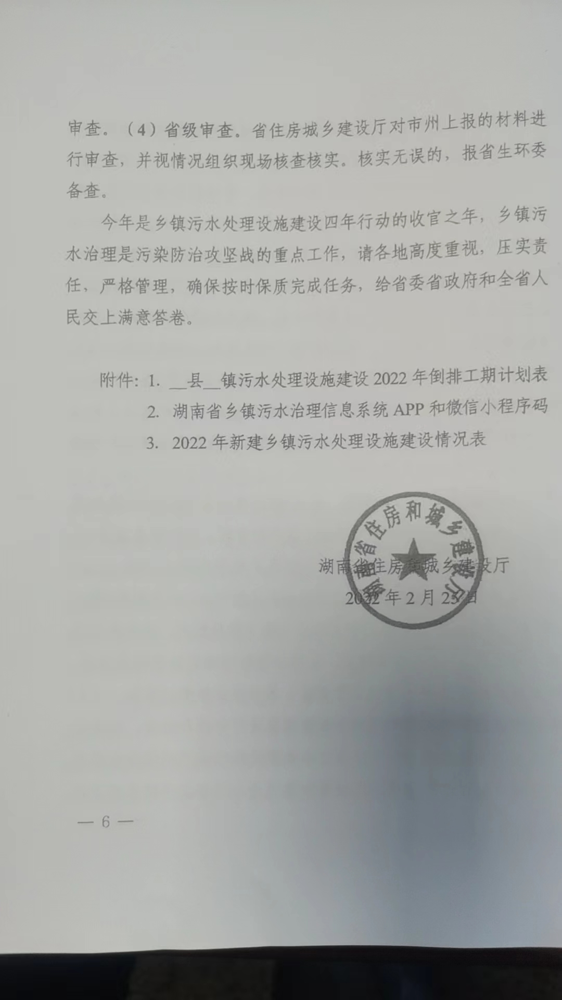 审查。（4）省级审查。省住房城乡建设厅对市州上报的材料进
行审查，并视情况组织现场核查核实。核实无误的，报省生环委
备查。
今年是乡镇污水处理设施建设四年行动的收官之年，乡镇污
水治理是污染防治攻坚战的重点工作，请各地高度重视，压实责
任，严格管理，确保按时保质完成任务，给省委省政府和全省人
民交上满意答卷。
附件：1. __县__镇污水处理设施建设 2022 年倒排工期计划表
2. 湖南省乡镇污水治理信息系统 APP 和微信小程序码
3. 2022 年新建乡镇污水处理设施建设情况表
湖南省住房和城乡建设厅
湖南省住房和城乡建设厅
2022 年 2 月 23 日
— 6 —